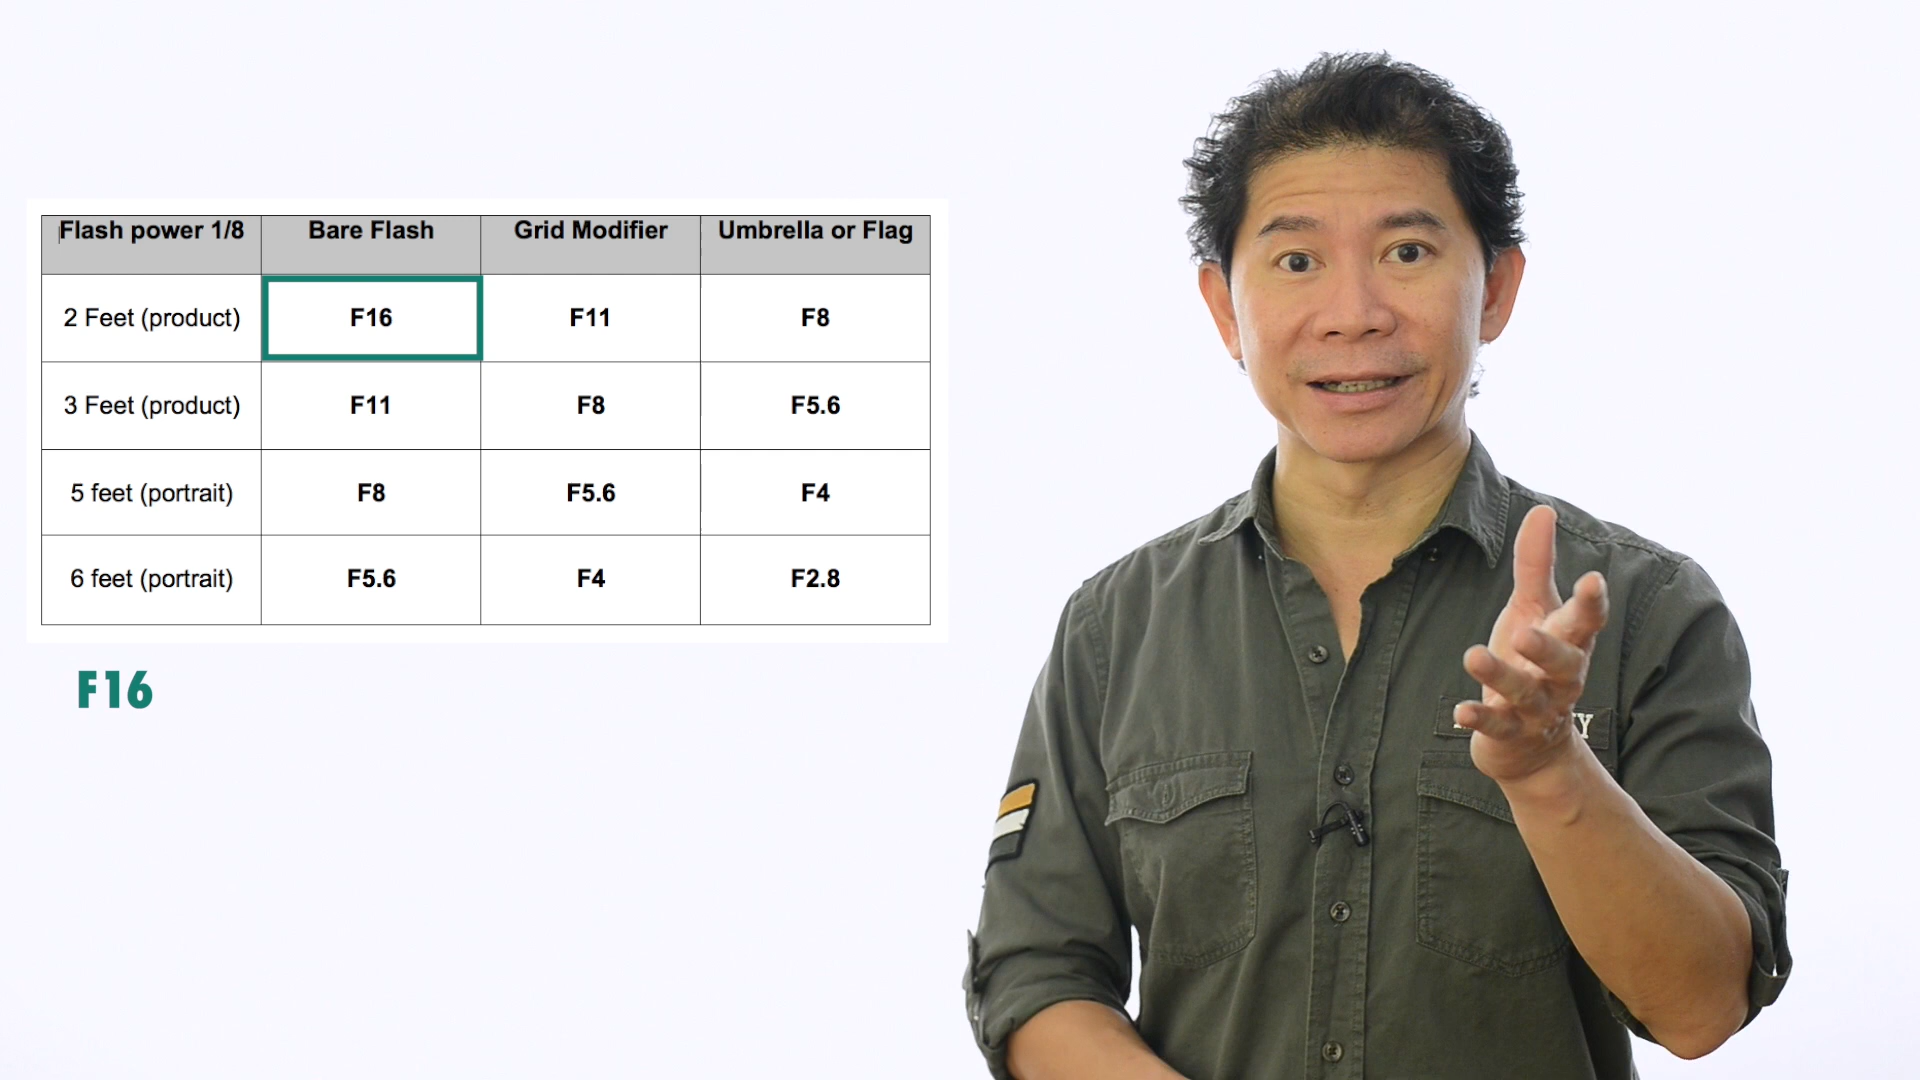 Flash power 1/8 Bare Flash Grid Modifier Umbrella or Flag
2 Feet (product) F16 F11 F8
3 Feet (product) F11 F8 F5.6
5 feet (portrait) F8 F5.6 F4
6 feet (portrait) F5.6 F4 F2.8
F16